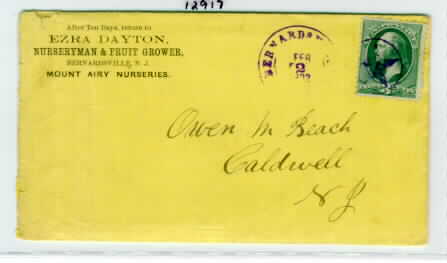 12917
After Ten Days, return to
EZRA DAYTON,
NURSERYMAN & FRUIT GROWER,
BERNARDSVILLE, N. J.
MOUNT AIRY NURSERIES.
FEB
2
Owen M Beach
Caldwell
NJ